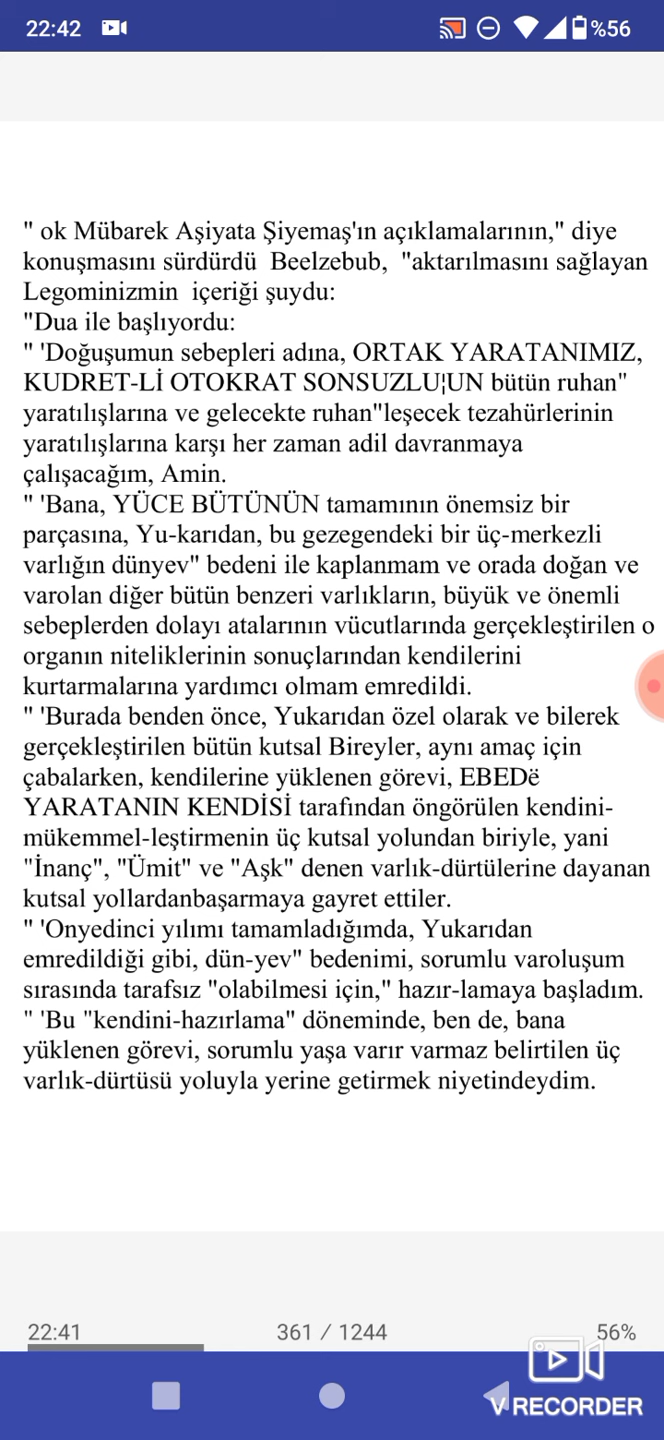 22:42
%56
" ok Mübarek Aşiyata Şiyemaş'ın açıklamalarının," diye
konuşmasını sürdürdü Beelzebub, "aktarılmasını sağlayan
Legominizmin içeriği şuydu:
"Dua ile başlıyordu:
" 'Doğuşumun sebepleri adına, ORTAK YARATANIMIZ,
KUDRET-Lİ OTOKRAT SONSUZLU¦UN bütün ruhan"
yaratılışlarına ve gelecekte ruhan"leşecek tezahürlerinin
yaratılışlarına karşı her zaman adil davranmaya
çalışacağım, Amin.
" 'Bana, YÜCE BÜTÜNÜN tamamının önemsiz bir
parçasına, Yu-karıdan, bu gezegendeki bir üç-merkezli
varlığın dünyev" bedeni ile kaplanmam ve orada doğan ve
varolan diğer bütün benzeri varlıkların, büyük ve önemli
sebeplerden dolayı atalarının vücutlarında gerçekleştirilen o
organın niteliklerinin sonuçlarından kendilerini
kurtarmalarına yardımcı olmam emredildi.
" 'Burada benden önce, Yukarıdan özel olarak ve bilerek
gerçekleştirilen bütün kutsal Bireyler, aynı amaç için
çabalarken, kendilerine yüklenen görevi, EBEDë
YARATANIN KENDİSİ tarafından öngörülen kendini-
mükemmel-leştirmenin üç kutsal yolundan biriyle, yani
"İnanç", "Ümit" ve "Aşk" denen varlık-dürtülerine dayanan
kutsal yollardanbaşarmaya gayret ettiler.
" 'Onyedinci yılımı tamamladığımda, Yukarıdan
emredildiği gibi, dün-yev" bedenimi, sorumlu varoluşum
sırasında tarafsız "olabilmesi için," hazır-lamaya başladım.
" 'Bu "kendini-hazırlama" döneminde, ben de, bana
yüklenen görevi, sorumlu yaşa varır varmaz belirtilen üç
varlık-dürtüsü yoluyla yerine getirmek niyetindeydim.
22:41
361 / 1244
56%
V RECORDER